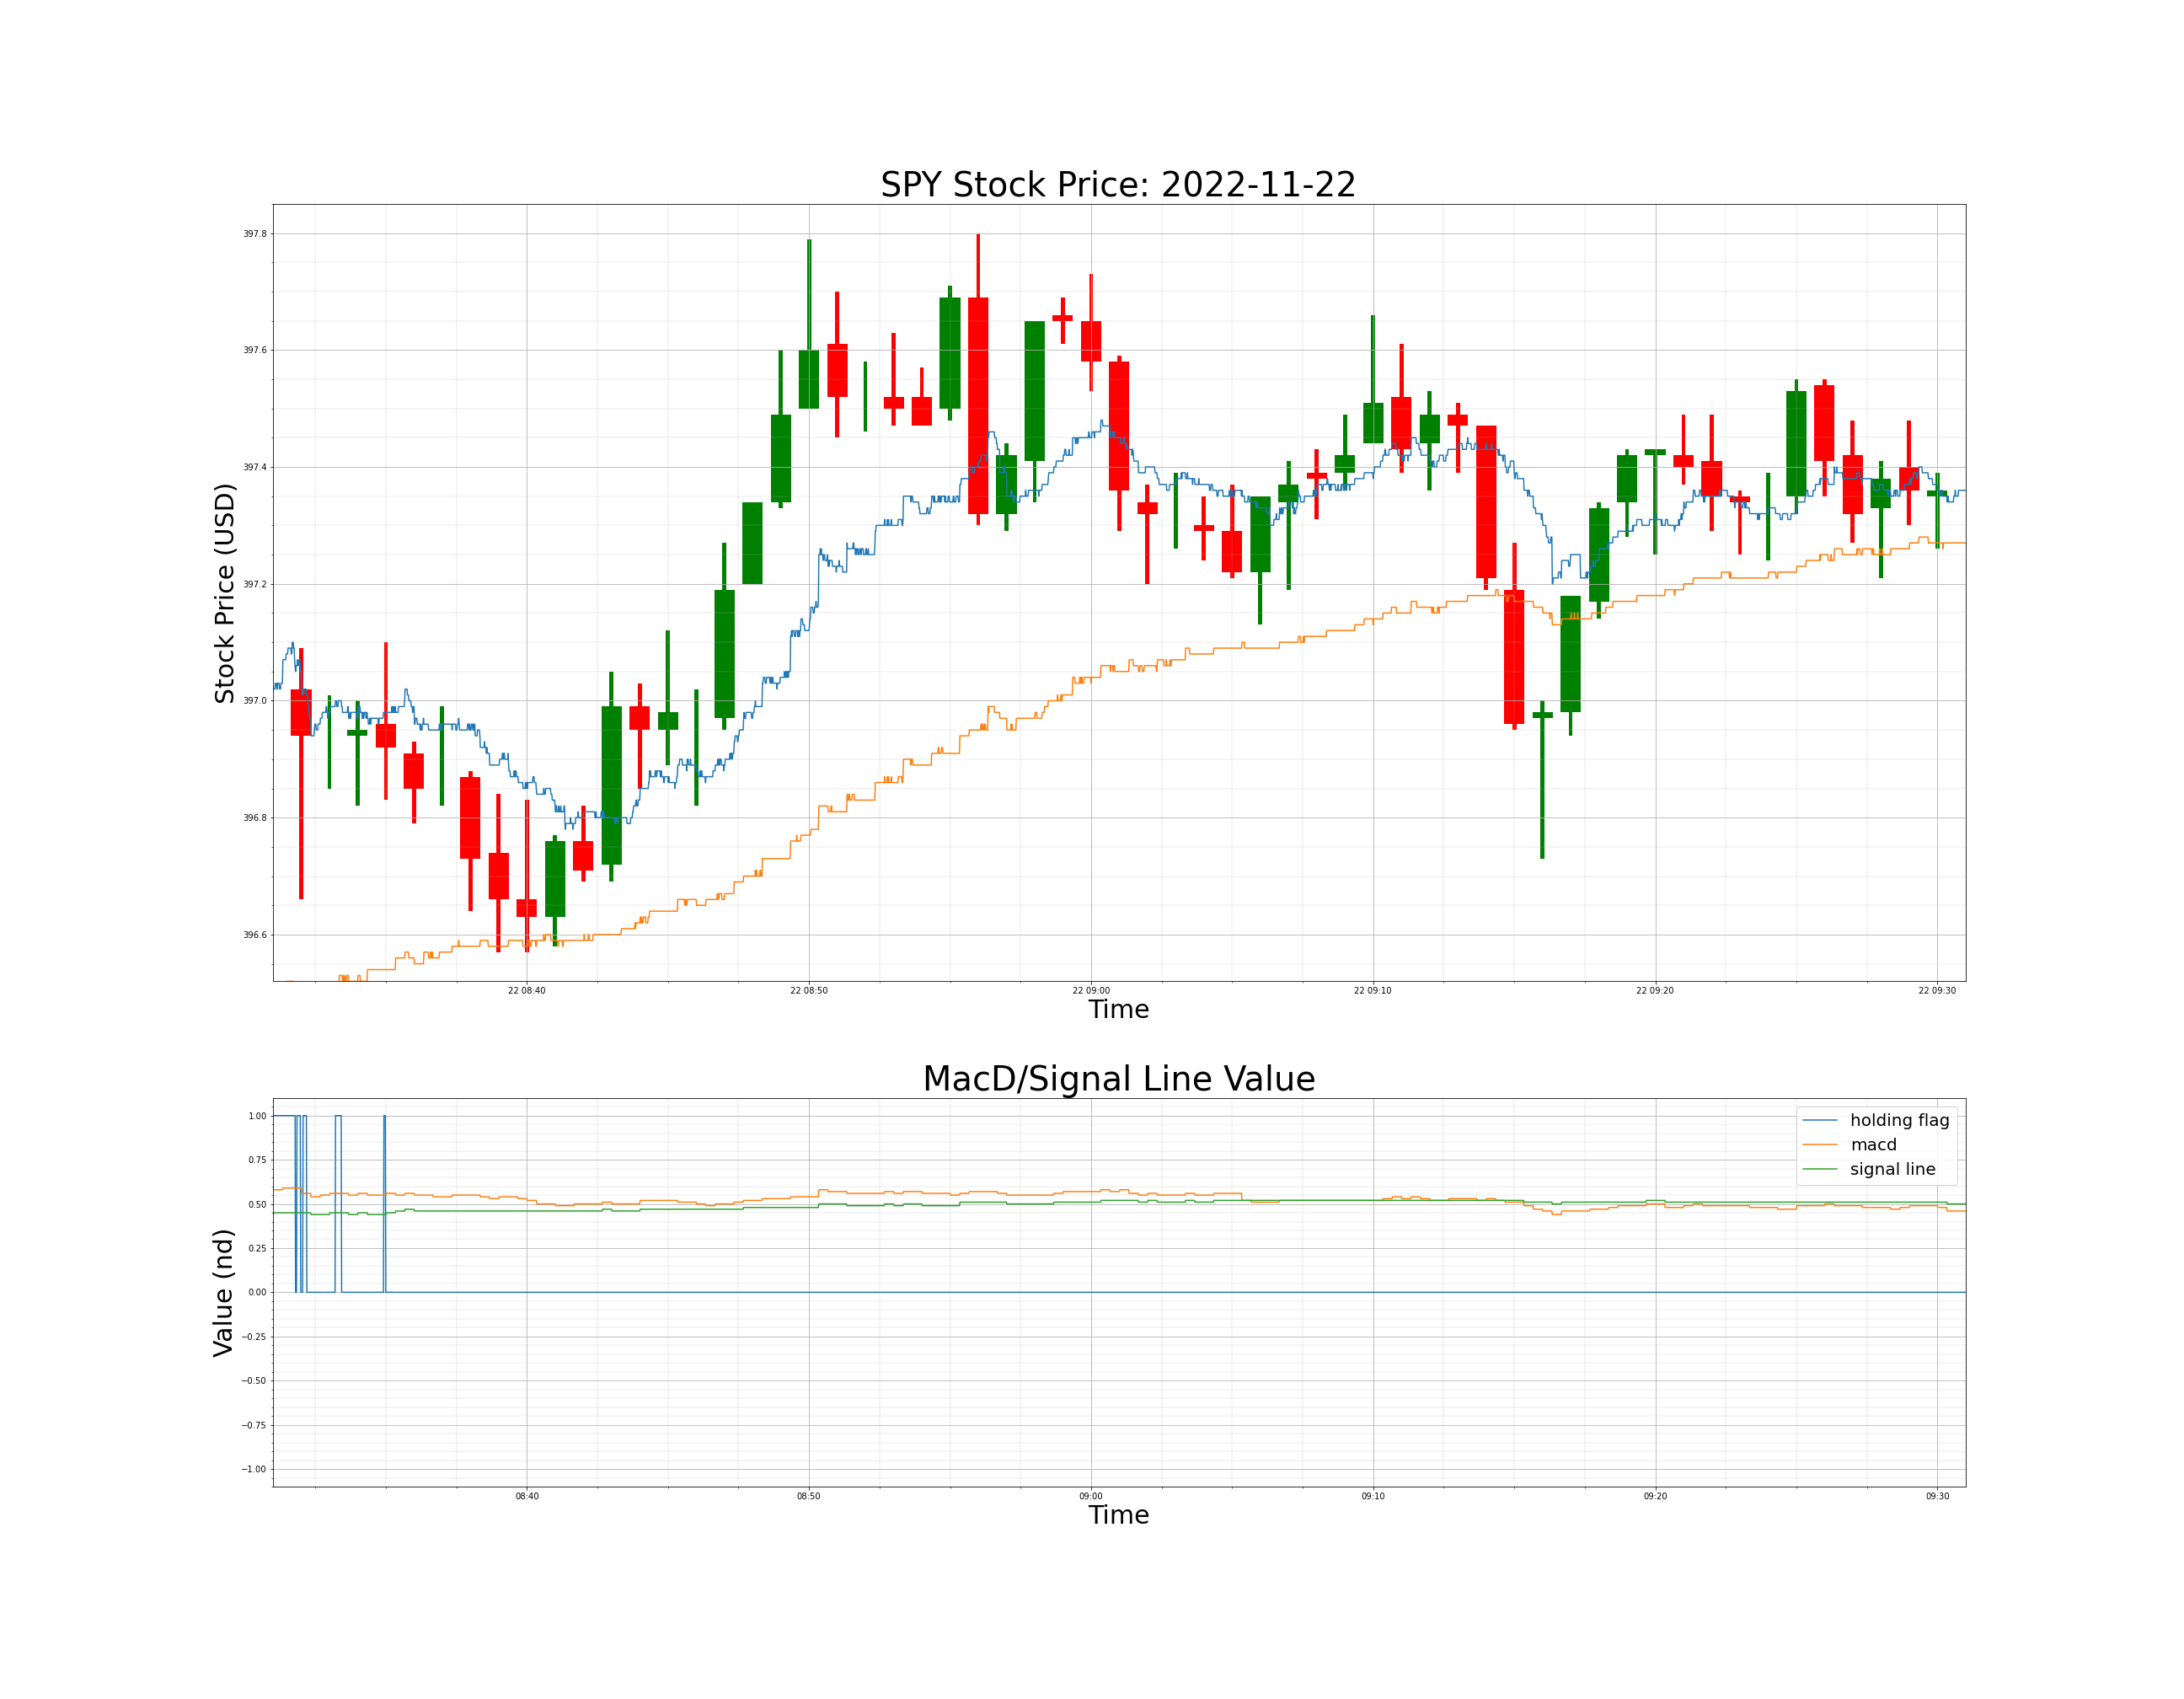 SPY Stock Price: 2022-11-22
Stock Price (USD)
397.8
397.6
397.4
397.2
397.0
396.8
396.6
22 08:40 22 08:50 22 09:00 22 09:10 22 09:20 22 09:30
Time
MacD/Signal Line Value
Value (nd)
1.00
0.75
0.50
0.25
0.00
−0.25
−0.50
−0.75
−1.00
holding flag
macd
signal line
08:40 08:50 09:00 09:10 09:20 09:30
Time